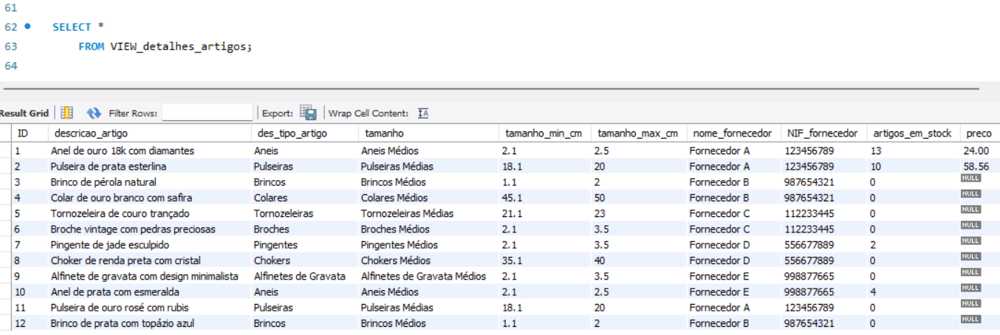 61
62 SELECT *
63 FROM VIEW_detalhes_artigos;
64
Result Grid Filter Rows: Export: Wrap Cell Content: IA
ID descricao_artigo des_tipo_artigo tamanho tamanho_min_cm tamanho_max_cm nome_fornecedor NIF_fornecedor artigos_em_stock preco
1 Anel de ouro 18k com diamantes Aneis Aneis Médios 2.1 2.5 Fornecedor A 123456789 13 24.00
2 Pulseira de prata esterlina Pulseiras Pulseiras Médias 18.1 20 Fornecedor A 123456789 10 58.56
3 Brinco de pérola natural Brincos Brincos Médios 1.1 2 Fornecedor B 987654321 0 NULL
4 Colar de ouro branco com safira Colares Colares Médios 45.1 50 Fornecedor B 987654321 0 NULL
5 Tornozeleira de couro trançado Tornozeleiras Tornozeleiras Médias 21.1 23 Fornecedor C 112233445 0 NULL
6 Broche vintage com pedras preciosas Broches Broches Médios 2.1 3.5 Fornecedor C 112233445 0 NULL
7 Pingente de jade esculpido Pingentes Pingentes Médios 2.1 3.5 Fornecedor D 556677889 2 NULL
8 Choker de renda preta com cristal Chokers Chokers Médios 35.1 40 Fornecedor D 556677889 0 NULL
9 Alfinete de gravata com design minimalista Alfinetes de Gravata Alfinetes de Gravata Médios 2.1 3.5 Fornecedor E 998877665 0 NULL
10 Anel de prata com esmeralda Aneis Aneis Médios 2.1 2.5 Fornecedor E 998877665 4 NULL
11 Pulseira de ouro rosé com rubis Pulseiras Pulseiras Médias 18.1 20 Fornecedor A 123456789 0 NULL
12 Brinco de prata com topázio azul Brincos Brincos Médios 1.1 2 Fornecedor B 987654321 0 NULL